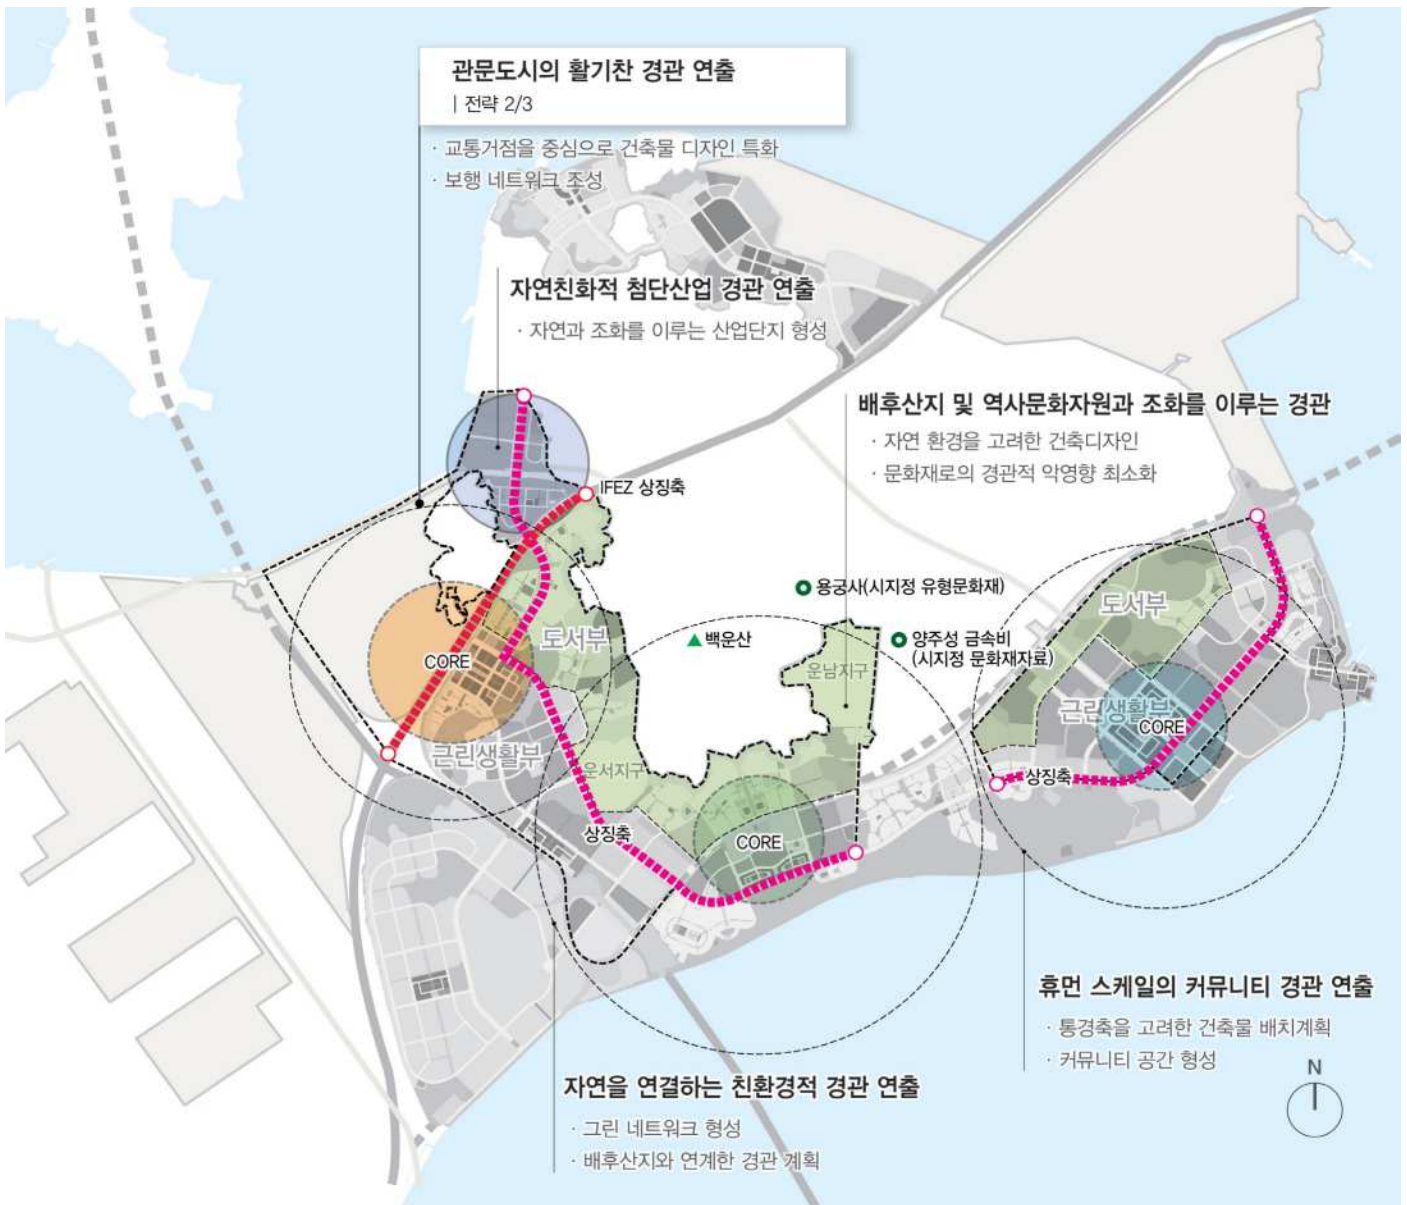 관문도시의 활기찬 경관 연출
| 전략 2/3
· 교통거점을 중심으로 건축물 디자인 특화
· 보행 네트워크 조성
자연친화적 첨단산업 경관 연출
· 자연과 조화를 이루는 산업단지 형성
배후산지 및 역사문화자원과 조화를 이루는 경관
· 자연 환경을 고려한 건축디자인
· 문화재로의 경관적 악영향 최소화
IFEZ 상징축
용궁사(시지정 유형문화재)
양주성 금속비
(시지정 문화재자료)
백운산
도서부
도서부
CORE
운남지구
근린생활부
CORE
근린생활부
운서지구
상징축
상징축
CORE
휴먼 스케일의 커뮤니티 경관 연출
· 통경축을 고려한 건축물 배치계획
· 커뮤니티 공간 형성
N
자연을 연결하는 친환경적 경관 연출
· 그린 네트워크 형성
· 배후산지와 연계한 경관 계획